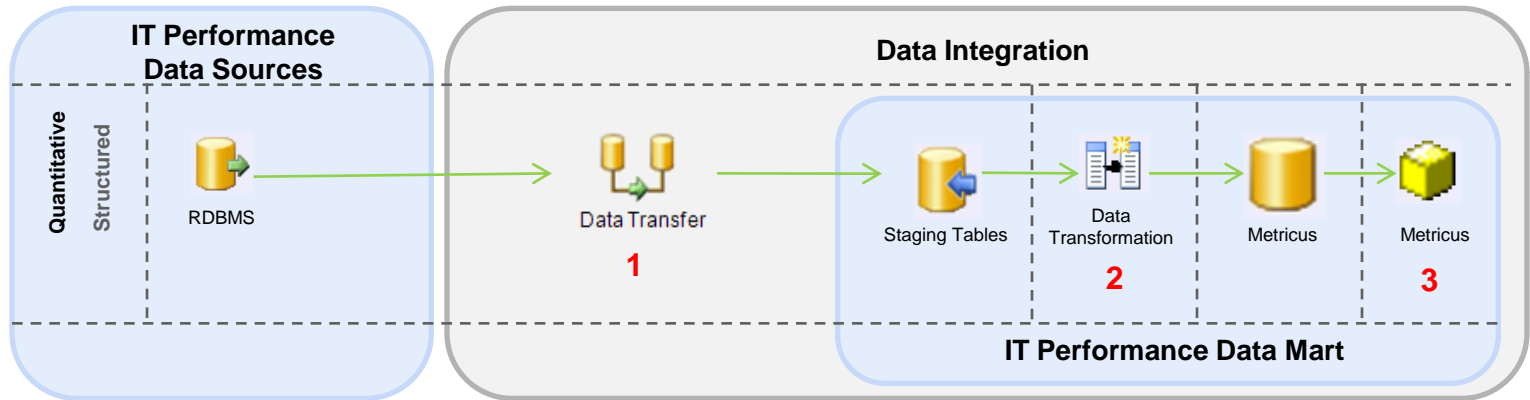 IT Performance
Data Sources
Data Integration
Quantitative
Structured
RDBMS
Data Transfer
1
Staging Tables
Data
Transformation
2
Metricus
Metricus
3
IT Performance Data Mart